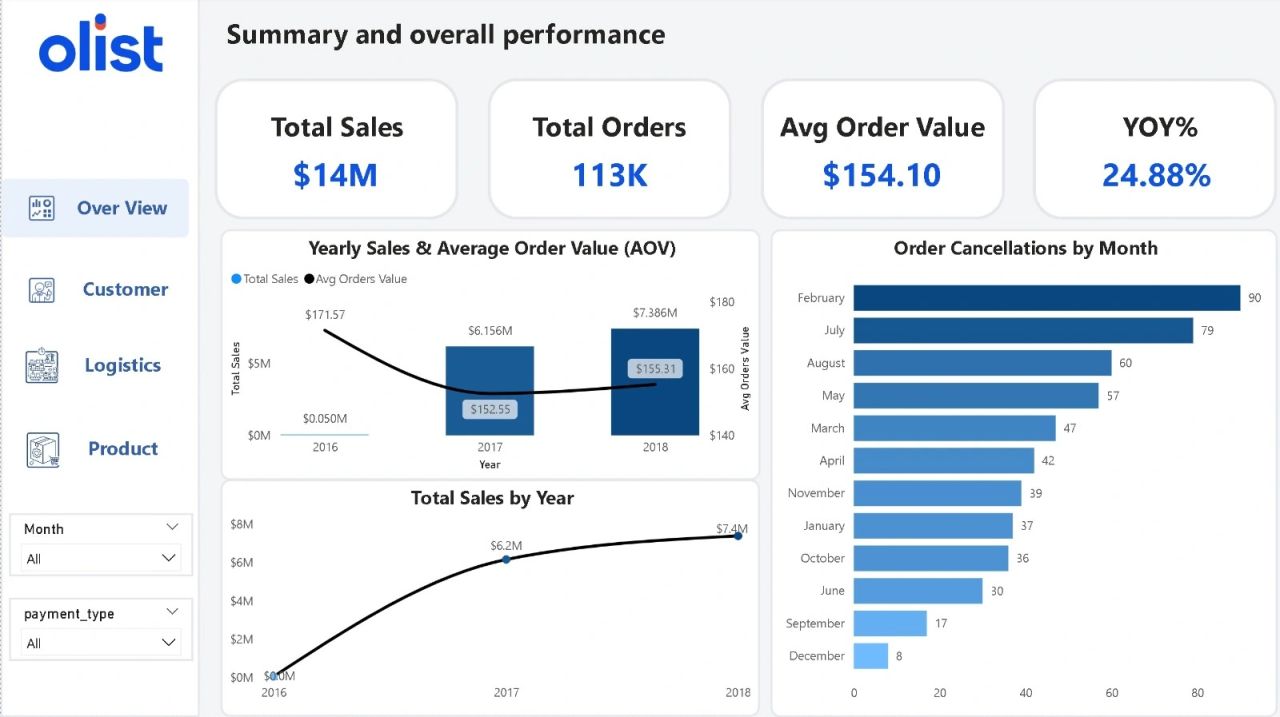 olist
Summary and overall performance
Total Sales
$14M
Total Orders
113K
Avg Order Value
$154.10
YOY%
24.88%
Over View
Customer
Logistics
Product
Month
All
payment_type
All
Yearly Sales & Average Order Value (AOV)
Total Sales Avg Orders Value
Total Sales
$5M
$0M
$171.57
$0.050M
$6.156M
$152.55
$7.386M
$155.31
$180
$160
$140
Avg Orders Value
2016 2017 2018
Year
Total Sales by Year
$8M
$6M
$4M
$2M
$0M
$0.0M
$6.2M
$7.4M
2016 2017 2018
Order Cancellations by Month
February 90
July 79
August 60
May 57
March 47
April 42
November 39
January 37
October 36
June 30
September 17
December 8
0 20 40 60 80